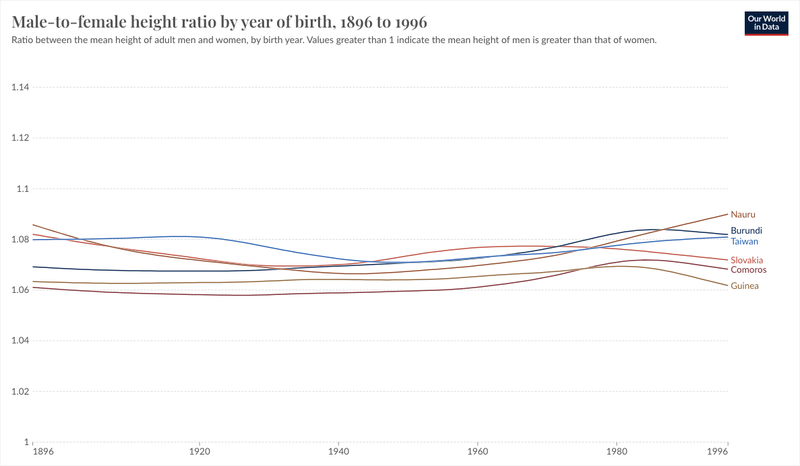 Male-to-female height ratio by year of birth, 1896 to 1996
Our World
in Data
Ratio between the mean height of adult men and women, by birth year. Values greater than 1 indicate the mean height of men is greater than that of women.
1.14
1.12
1.1
1.08
1.06
1.04
1.02
1
Nauru
Burundi
Taiwan
Slovakia
Comoros
Guinea
1896
1920
1940
1960
1980
1996